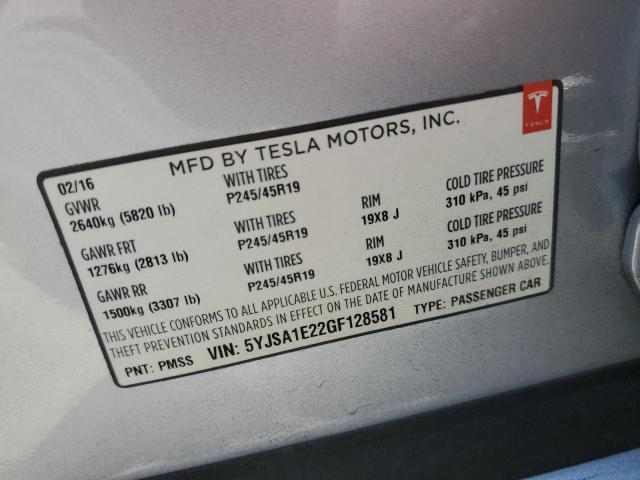 TESLA
MFD BY TESLA MOTORS, INC.
02/16
GVWR WITH TIRES RIM COLD TIRE PRESSURE
2640kg (5820 lb) P245/45R19 19X8 J 310 kPa, 45 psi
GAWR FRT WITH TIRES RIM COLD TIRE PRESSURE
1276kg (2813 lb) P245/45R19 19X8 J 310 kPa, 45 psi
GAWR RR WITH TIRES
1500kg (3307 lb) P245/45R19
THIS VEHICLE CONFORMS TO ALL APPLICABLE U.S. FEDERAL MOTOR VEHICLE SAFETY, BUMPER, AND
THEFT PREVENTION STANDARDS IN EFFECT ON THE DATE OF MANUFACTURE SHOWN ABOVE.
PNT: PMSS VIN: 5YJSA1E22GF128581 TYPE: PASSENGER CAR